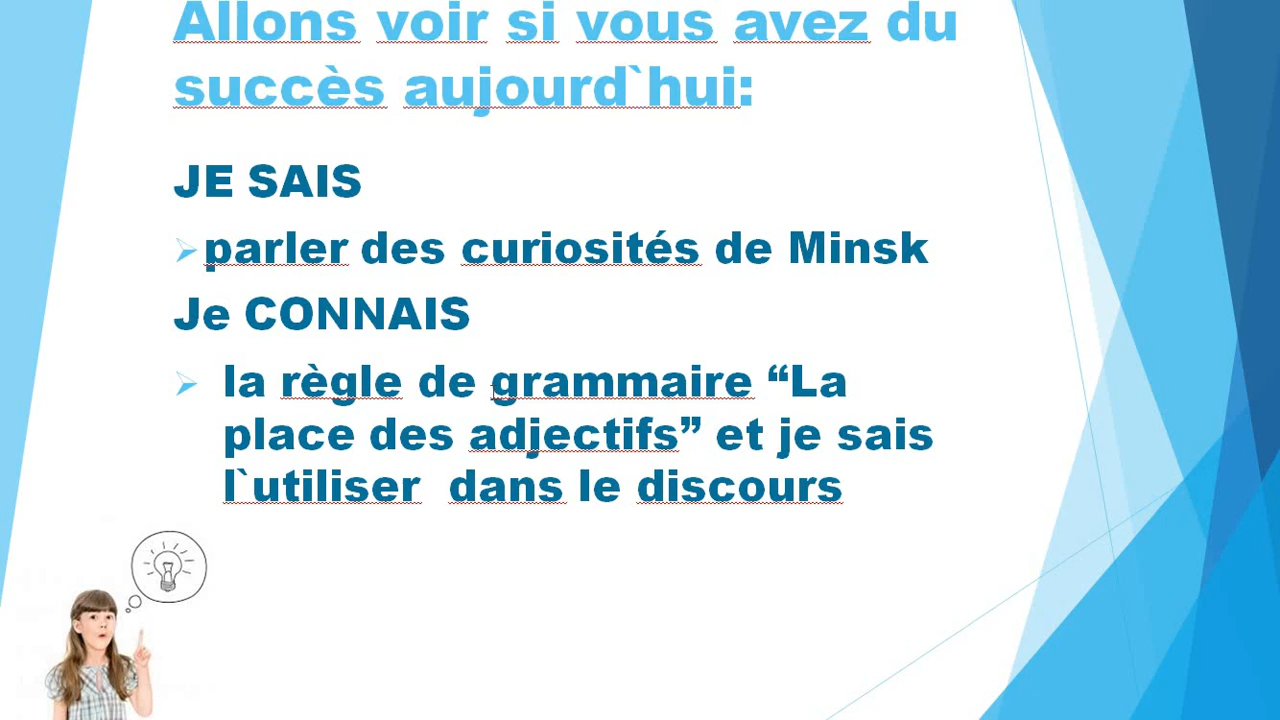 Allons voir si vous avez du
succès aujourd`hui:
JE SAIS
parler des curiosités de Minsk
Je CONNAIS
la règle de grammaire “La
place des adjectifs” et je sais
l`utiliser dans le discours